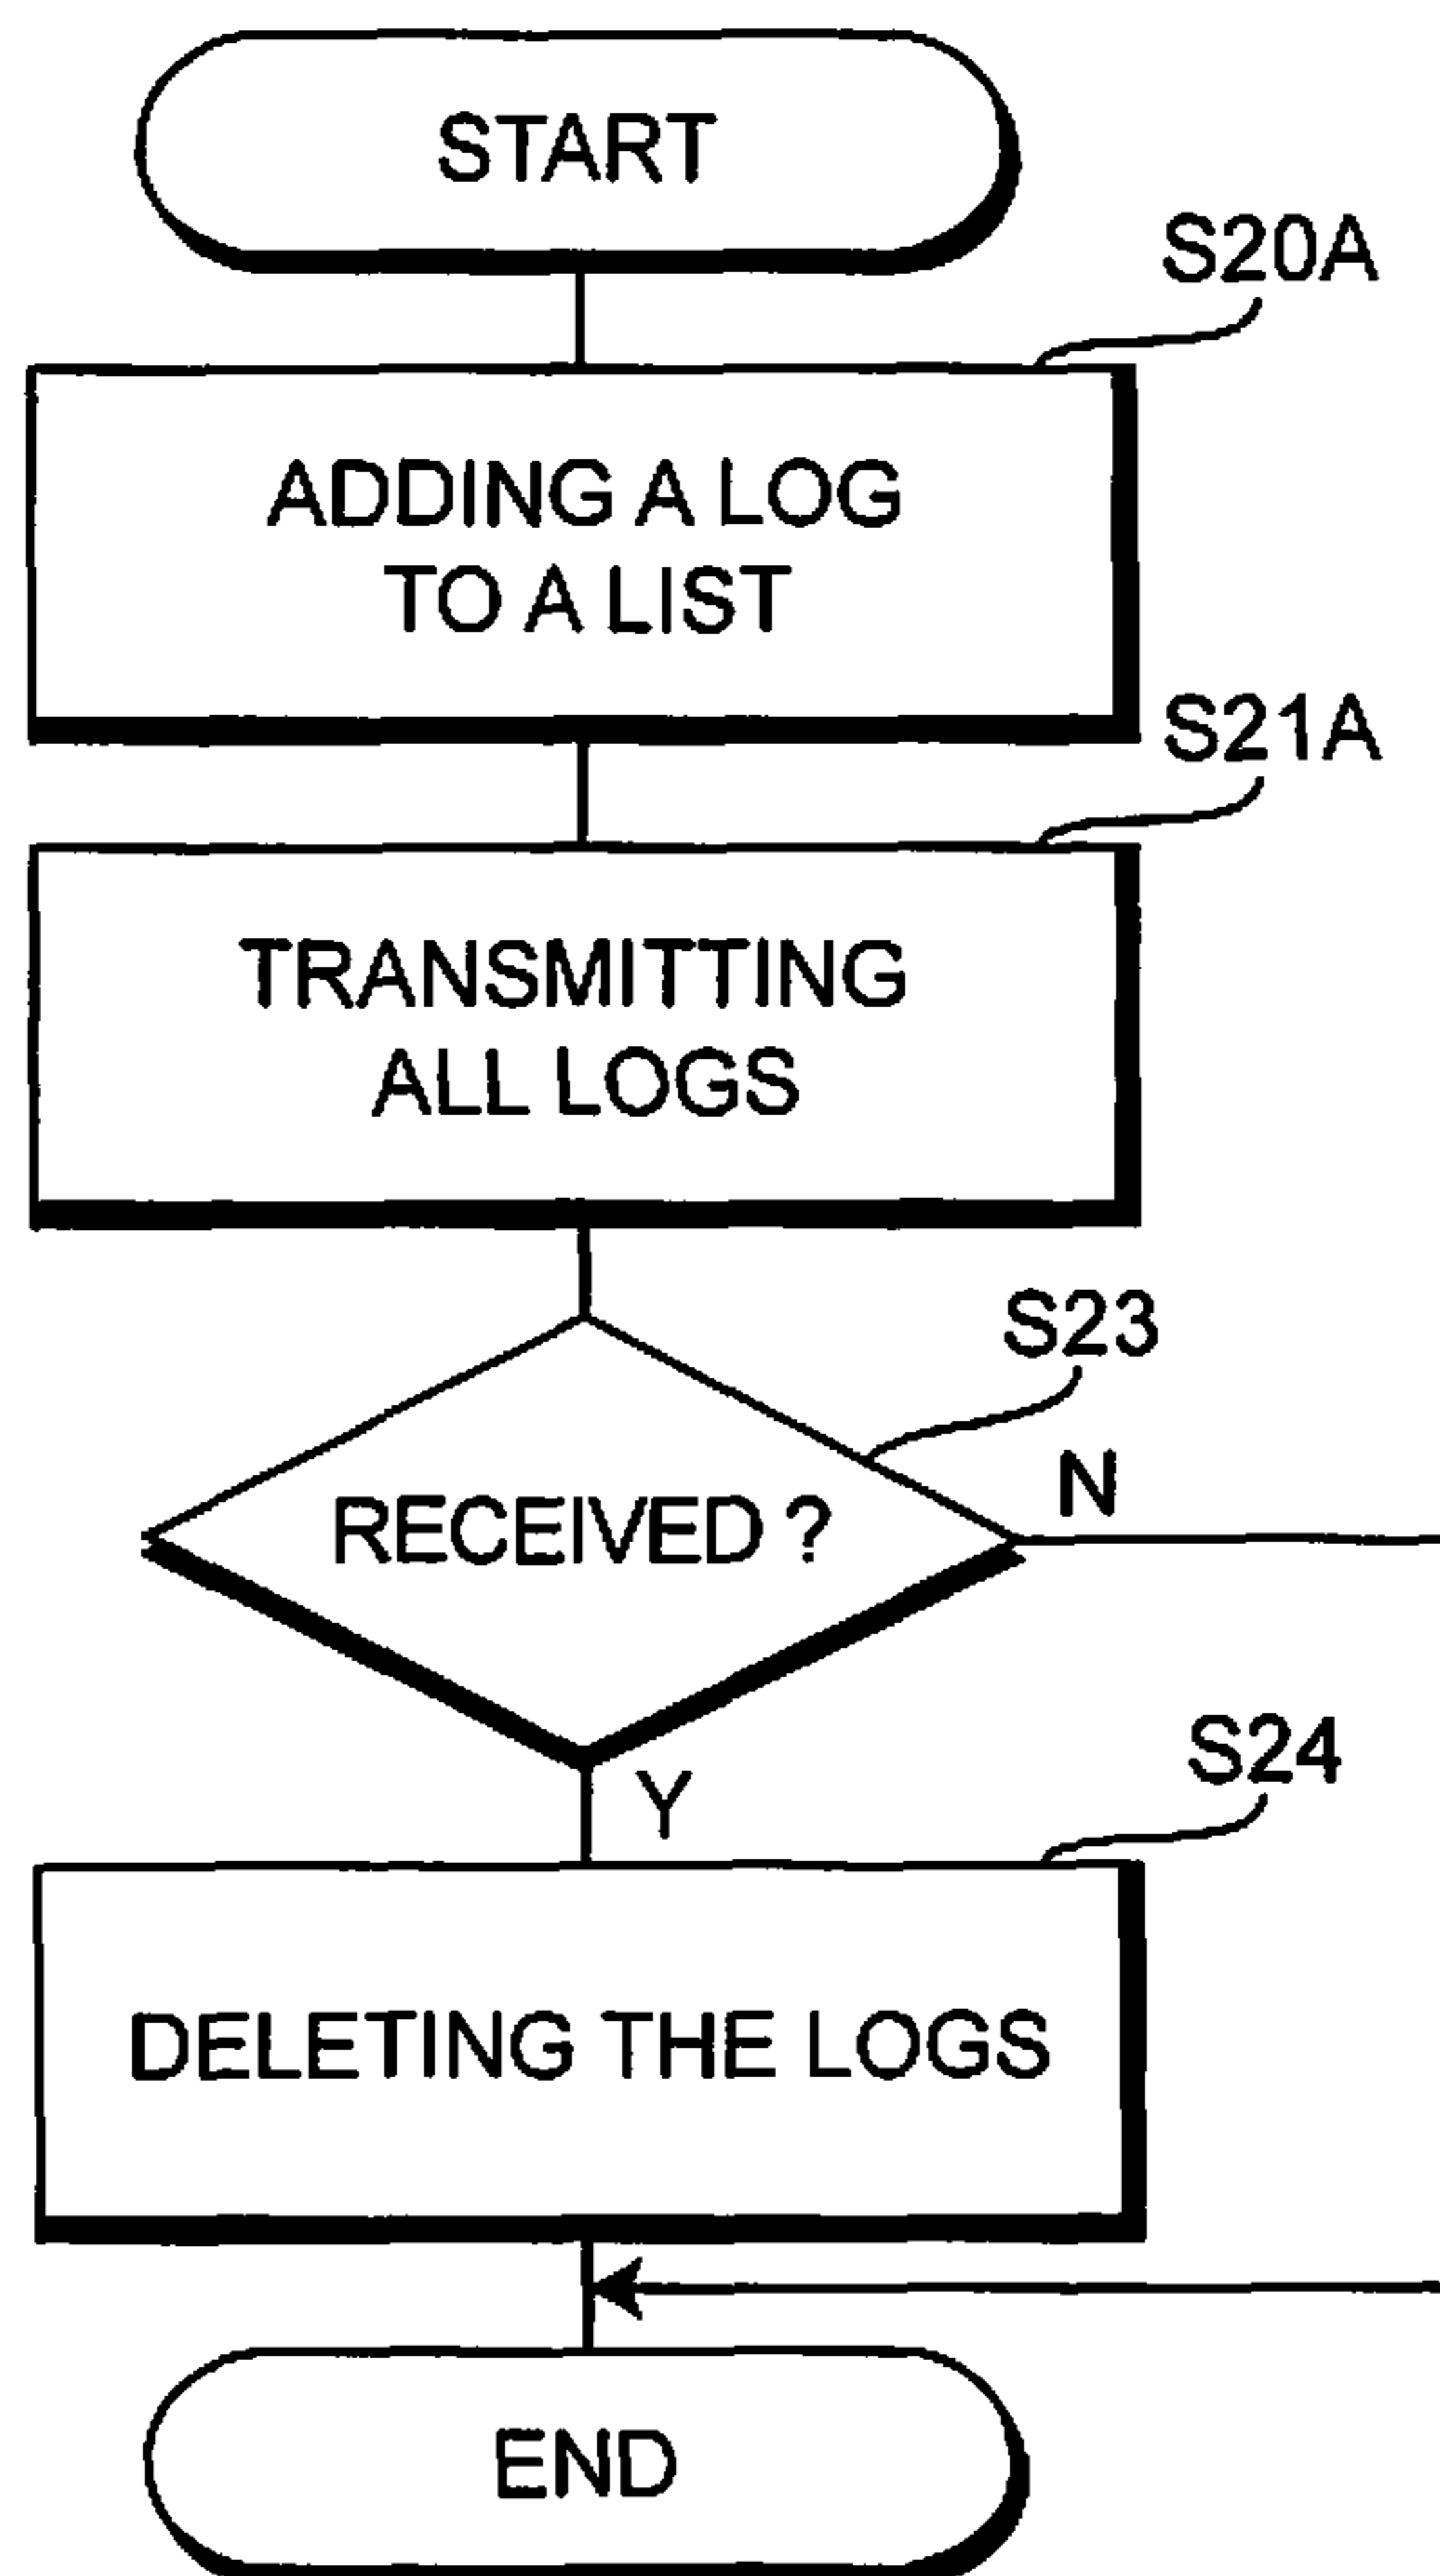 START
S20A
ADDING A LOG
TO A LIST
S21A
TRANSMITTING
ALL LOGS
S23
N
RECEIVED ?
Y
S24
DELETING THE LOGS
END